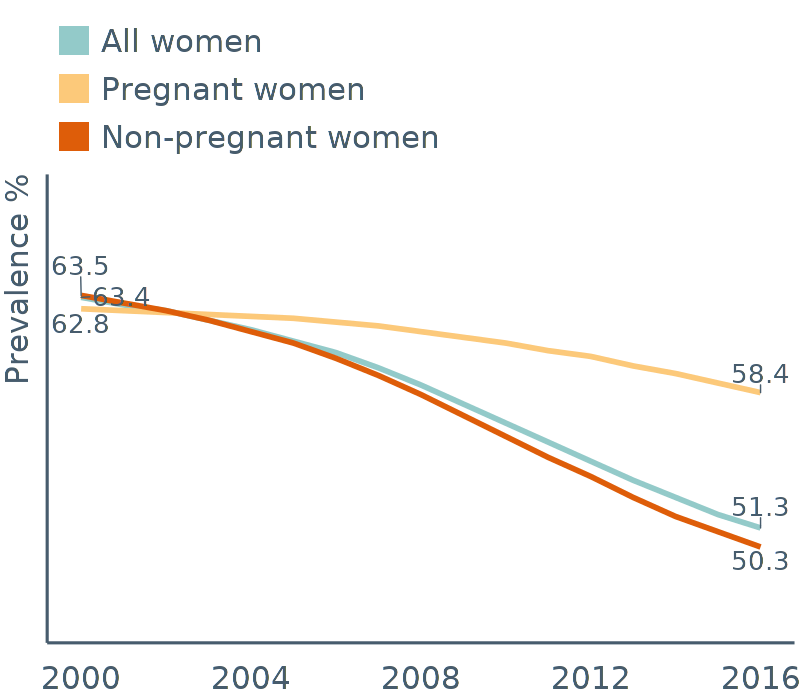 All women
Pregnant women
Non-pregnant women
Prevalence %
63.5
63.4
62.8
58.4
51.3
50.3
2000 2004 2008 2012 2016